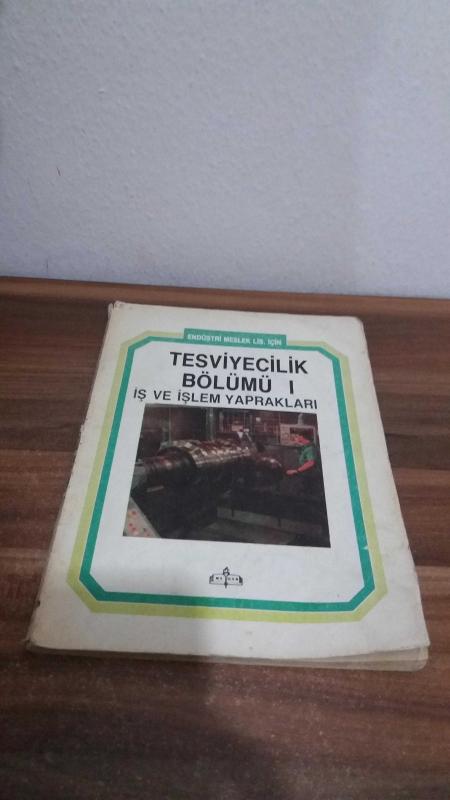 ENDÜSTRİ MESLEK LİS. İÇİN
TESVİYECİLİK
BÖLÜMÜ I
İŞ VE İŞLEM YAPRAKLARI